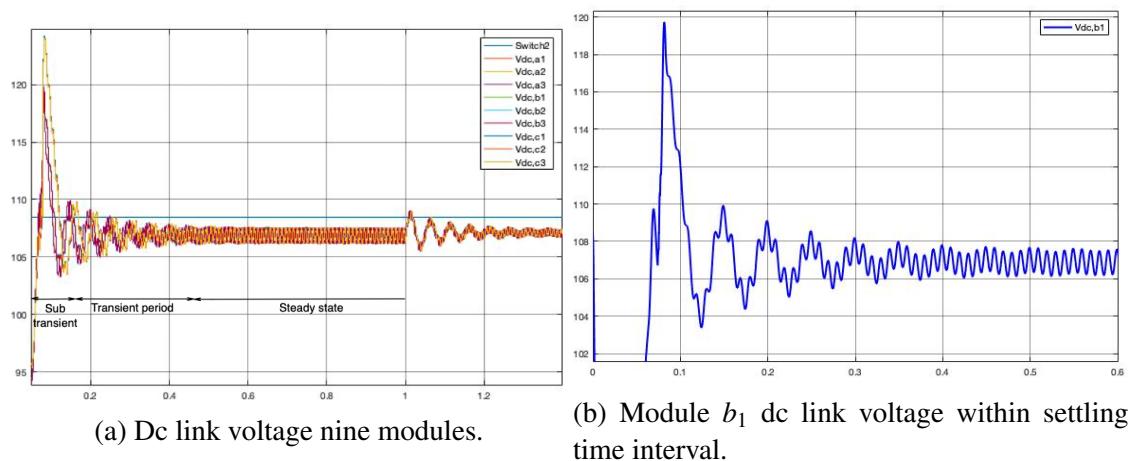 120
115
110
105
100
95
Switch2
Vdc,a1
Vdc,a2
Vdc,a3
Vdc,b1
Vdc,b2
Vdc,b3
Vdc,c1
Vdc,c2
Vdc,c3
Sub
transient
Transient period
Steady state
0.2
0.4
0.6
0.8
1
1.2
(a) Dc link voltage nine modules.
120
118
116
114
112
110
108
106
104
102
Vdc,b1
0
0.1
0.2
0.3
0.4
0.5
0.6
(b) Module b₁ dc link voltage within settling
time interval.